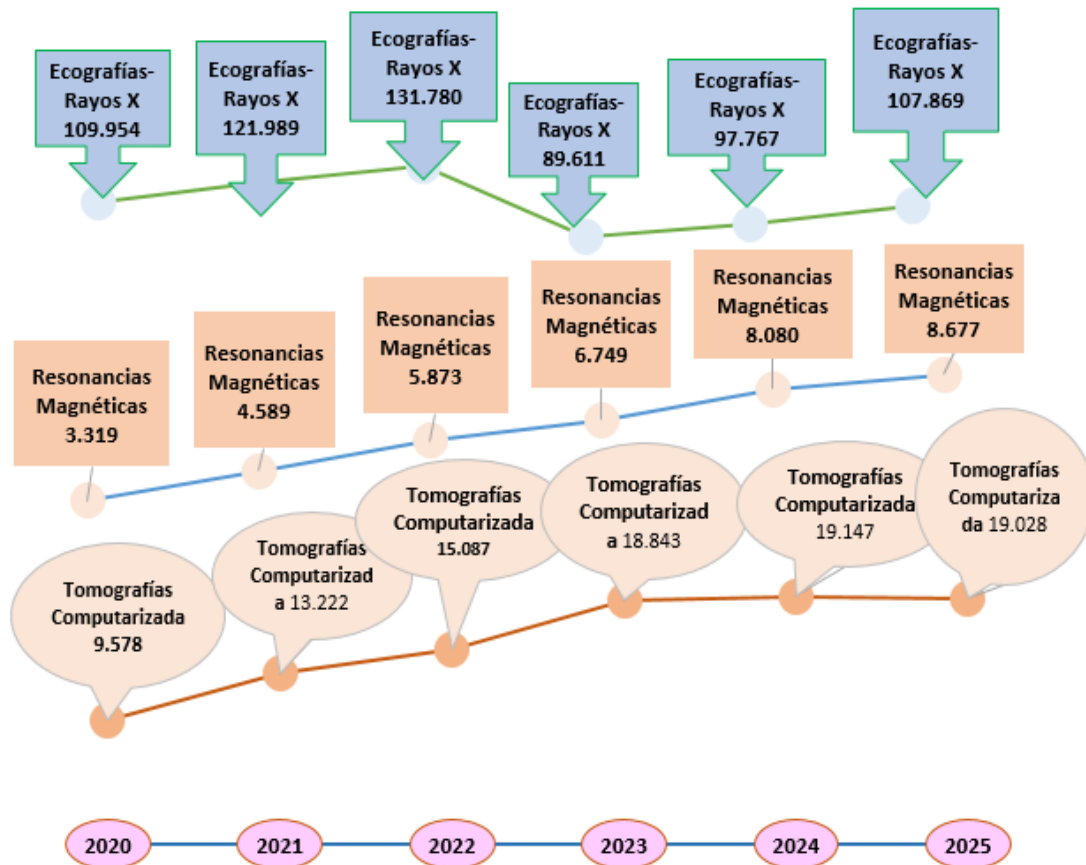 Ecografías-
Rayos X
109.954
Ecografías-
Rayos X
121.989
Ecografías-
Rayos X
131.780
Ecografías-
Rayos X
89.611
Ecografías-
Rayos X
97.767
Ecografías-
Rayos X
107.869
Resonancias
Magnéticas
3.319
Resonancias
Magnéticas
4.589
Resonancias
Magnéticas
5.873
Resonancias
Magnéticas
6.749
Resonancias
Magnéticas
8.080
Resonancias
Magnéticas
8.677
Tomografías
Computarizada
9.578
Tomografías
Computarizad
a 13.222
Tomografías
Computarizada
15.087
Tomografías
Computarizad
a 18.843
Tomografías
Computarizada
19.147
Tomografías
Computariza
da 19.028
2020
2021
2022
2023
2024
2025